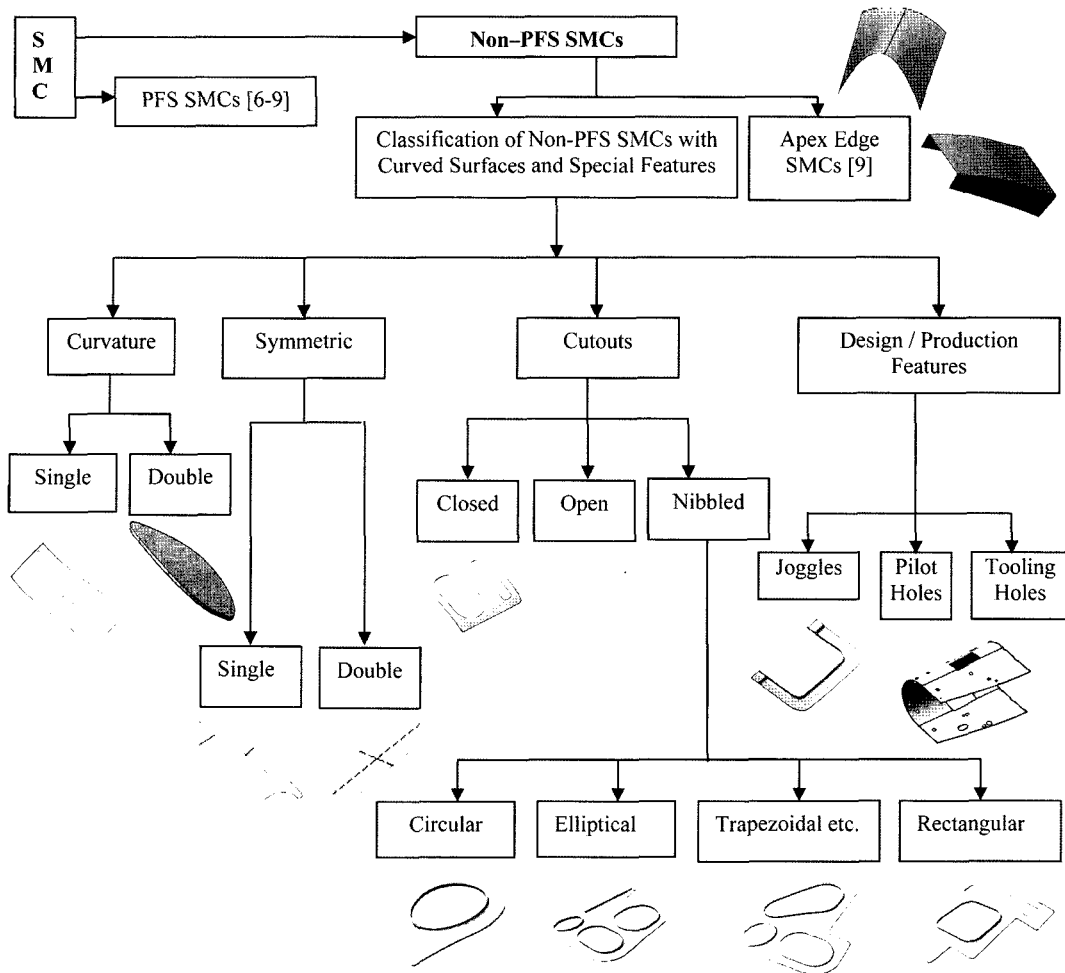 S
M
C
Non–PFS SMCs
PFS SMCs [6-9]
Classification of Non-PFS SMCs with
Curved Surfaces and Special Features
Apex Edge
SMCs [9]
Curvature
Symmetric
Cutouts
Design / Production
Features
Single
Double
Closed
Open
Nibbled
Joggles
Pilot
Holes
Tooling
Holes
Single
Double
Circular
Elliptical
Trapezoidal etc.
Rectangular